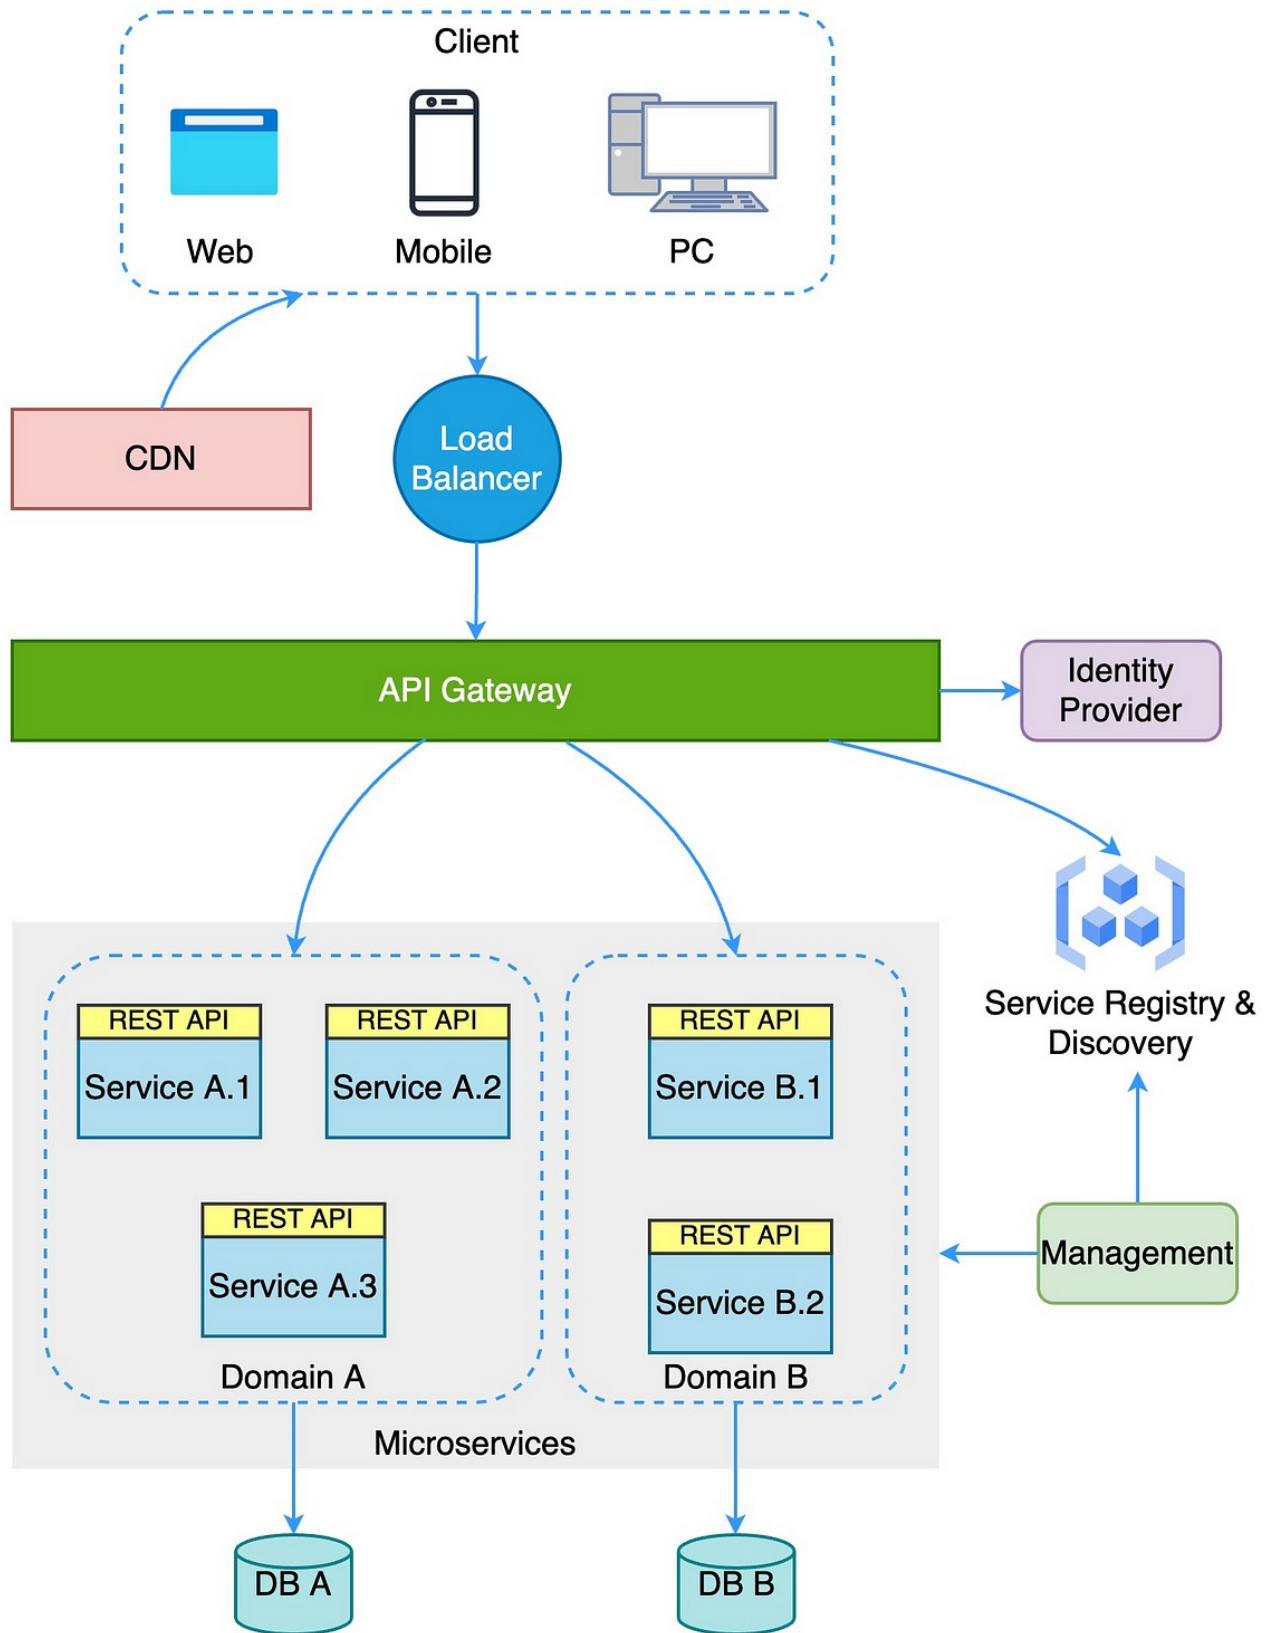 Client
Web
Mobile
PC
CDN
Load
Balancer
API Gateway
Identity
Provider
Service Registry &
Discovery
REST API
Service A.1
REST API
Service A.2
REST API
Service A.3
Domain A
REST API
Service B.1
REST API
Service B.2
Domain B
Microservices
Management
DB A
DB B